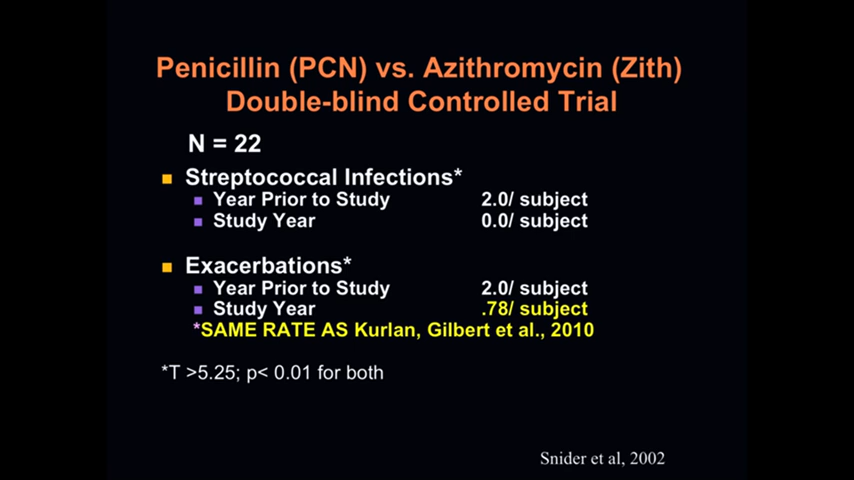 Penicillin (PCN) vs. Azithromycin (Zith)
Double-blind Controlled Trial
N = 22
Streptococcal Infections*
Year Prior to Study 2.0/ subject
Study Year 0.0/ subject
Exacerbations*
Year Prior to Study 2.0/ subject
Study Year .78/ subject
*SAME RATE AS Kurlan, Gilbert et al., 2010
*T >5.25; p< 0.01 for both
Snider et al, 2002